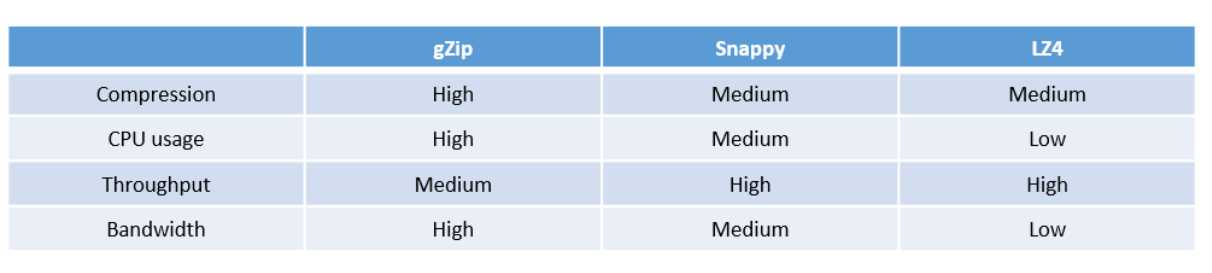 gZip Snappy LZ4
Compression High Medium Medium
CPU usage High Medium Low
Throughput Medium High High
Bandwidth High Medium Low